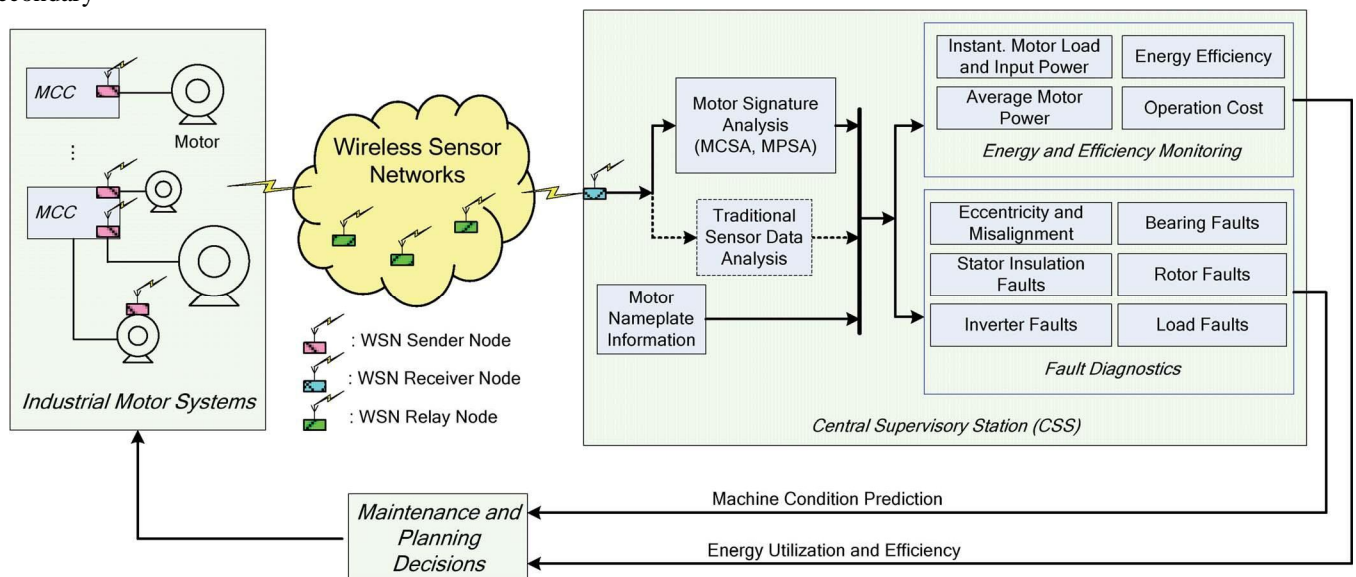 MCC
Motor
...
MCC
Industrial Motor Systems
Wireless Sensor
Networks
: WSN Sender Node
: WSN Receiver Node
: WSN Relay Node
Motor Signature
Analysis
(MCSA, MPSA)
Traditional
Sensor Data
Analysis
Motor
Nameplate
Information
Instant. Motor Load
and Input Power
Energy Efficiency
Average Motor
Power
Operation Cost
Energy and Efficiency Monitoring
Eccentricity and
Misalignment
Bearing Faults
Stator Insulation
Faults
Rotor Faults
Inverter Faults
Load Faults
Fault Diagnostics
Central Supervisory Station (CSS)
Machine Condition Prediction
Maintenance and
Planning
Decisions
Energy Utilization and Efficiency